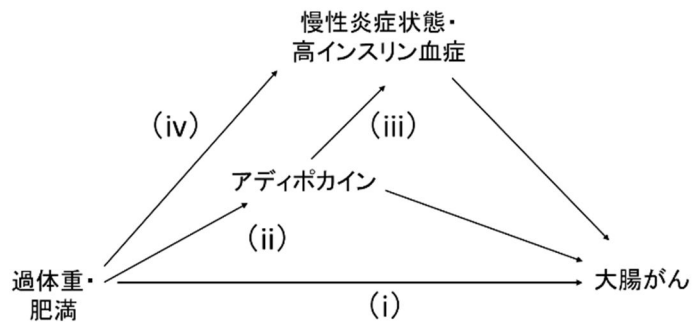 慢性炎症状態・
高インスリン血症
(iv)
(iii)
アディポカイン
(ii)
過体重・
肥満
大腸がん
(i)